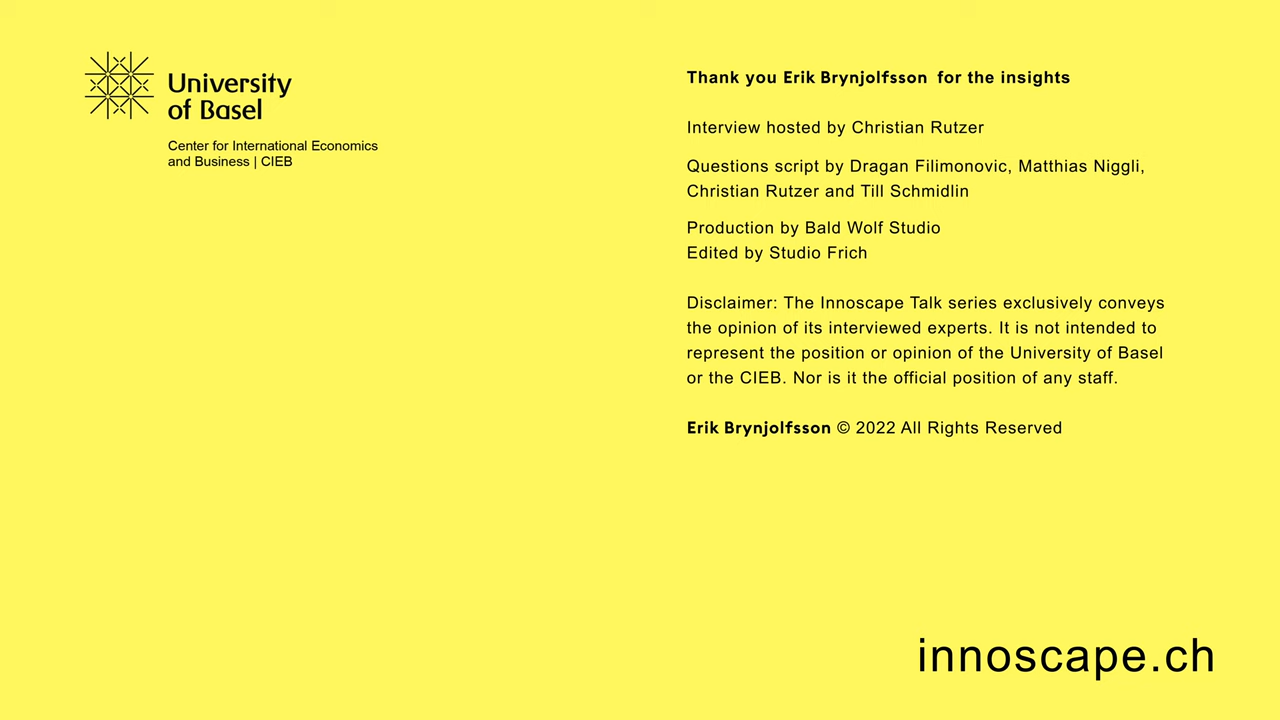 University
of Basel
Center for International Economics
and Business | CIEB
Thank you Erik Brynjolfsson for the insights
Interview hosted by Christian Rutzer
Questions script by Dragan Filimonovic, Matthias Niggli,
Christian Rutzer and Till Schmidlin
Production by Bald Wolf Studio
Edited by Studio Frich
Disclaimer: The Innoscape Talk series exclusively conveys
the opinion of its interviewed experts. It is not intended to
represent the position or opinion of the University of Basel
or the CIEB. Nor is it the official position of any staff.
Erik Brynjolfsson © 2022 All Rights Reserved
innoscape.ch